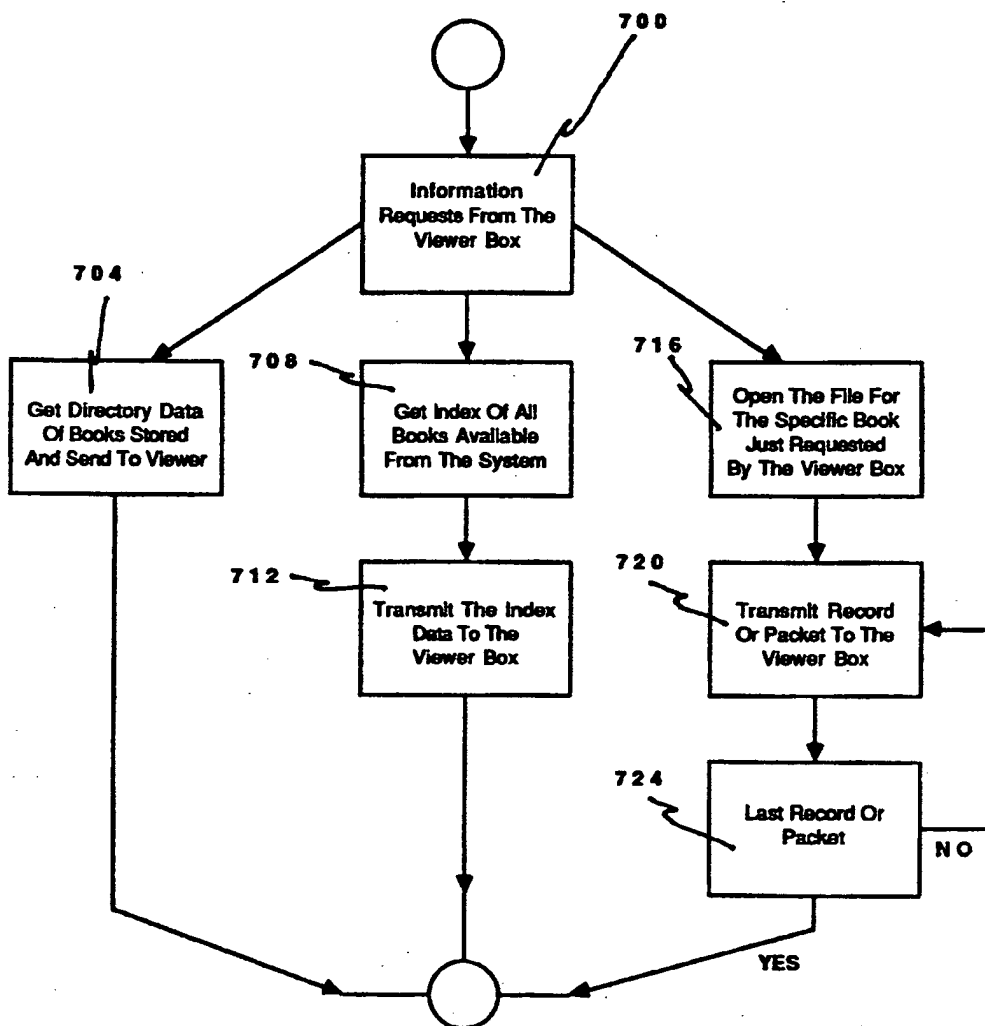 700
Information
Requests From The
Viewer Box
704
Get Directory Data
Of Books Stored
And Send To Viewer
708
Get Index Of All
Books Available
From The System
716
Open The File For
The Specific Book
Just Requested
By The Viewer Box
712
Transmit The Index
Data To The
Viewer Box
720
Transmit Record
Or Packet To The
Viewer Box
724
Last Record Or
Packet
NO
YES